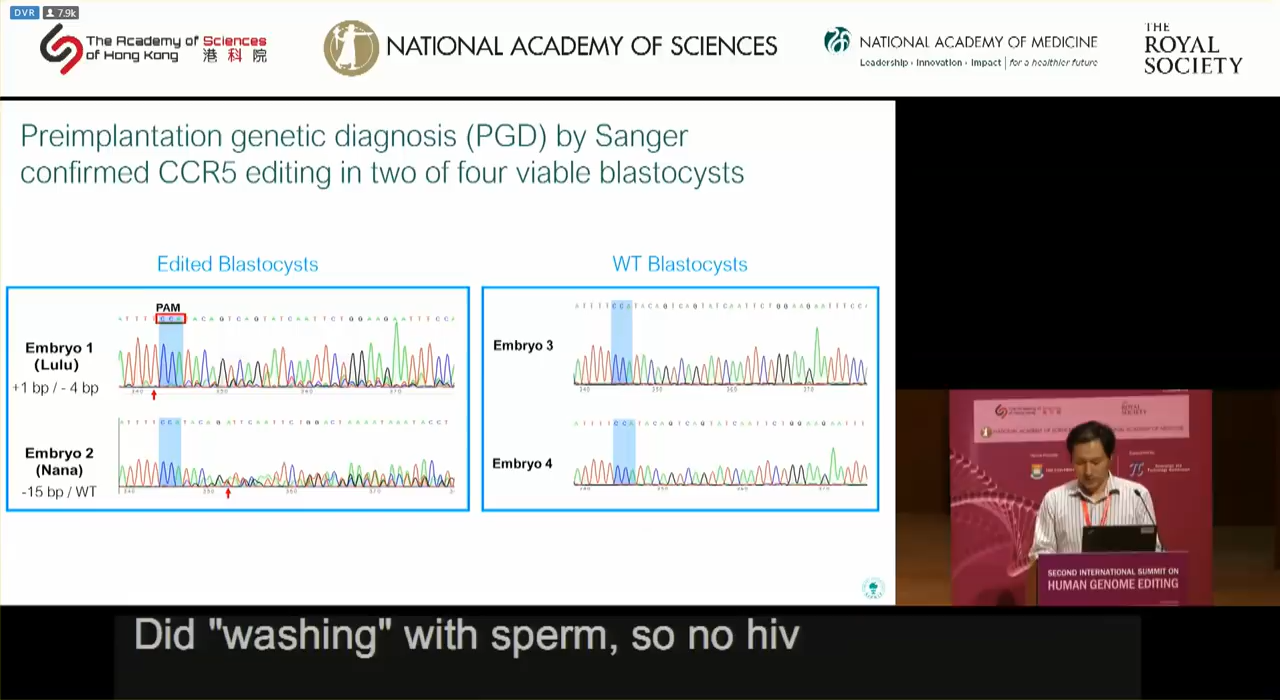 DVR 7.9k
The Academy of Sciences
of Hong Kong 港科院
NATIONAL ACADEMY OF SCIENCES
NATIONAL ACADEMY OF MEDICINE
Leadership · Innovation · Impact | for a healthier future
THE
ROYAL
SOCIETY
Preimplantation genetic diagnosis (PGD) by Sanger
confirmed CCR5 editing in two of four viable blastocysts
Edited Blastocysts
PAM
Embryo 1
(Lulu)
+1 bp / - 4 bp
Embryo 2
(Nana)
-15 bp / WT
WT Blastocysts
Embryo 3
Embryo 4
SECOND INTERNATIONAL SUMMIT ON
HUMAN GENOME EDITING
Did "washing" with sperm, so no hiv